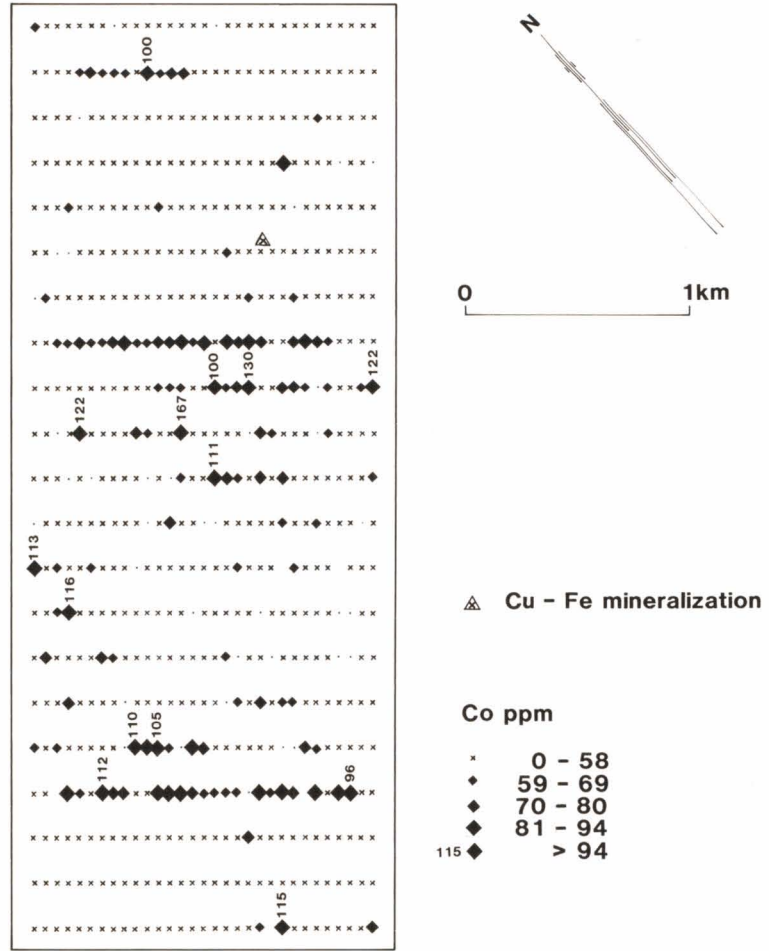 N
100
0 1km
100 130 122
122 167
111
113
116
110 105
112 96
115
Cu - Fe mineralization
Co ppm
0 - 58
59 - 69
70 - 80
81 - 94
115 > 94